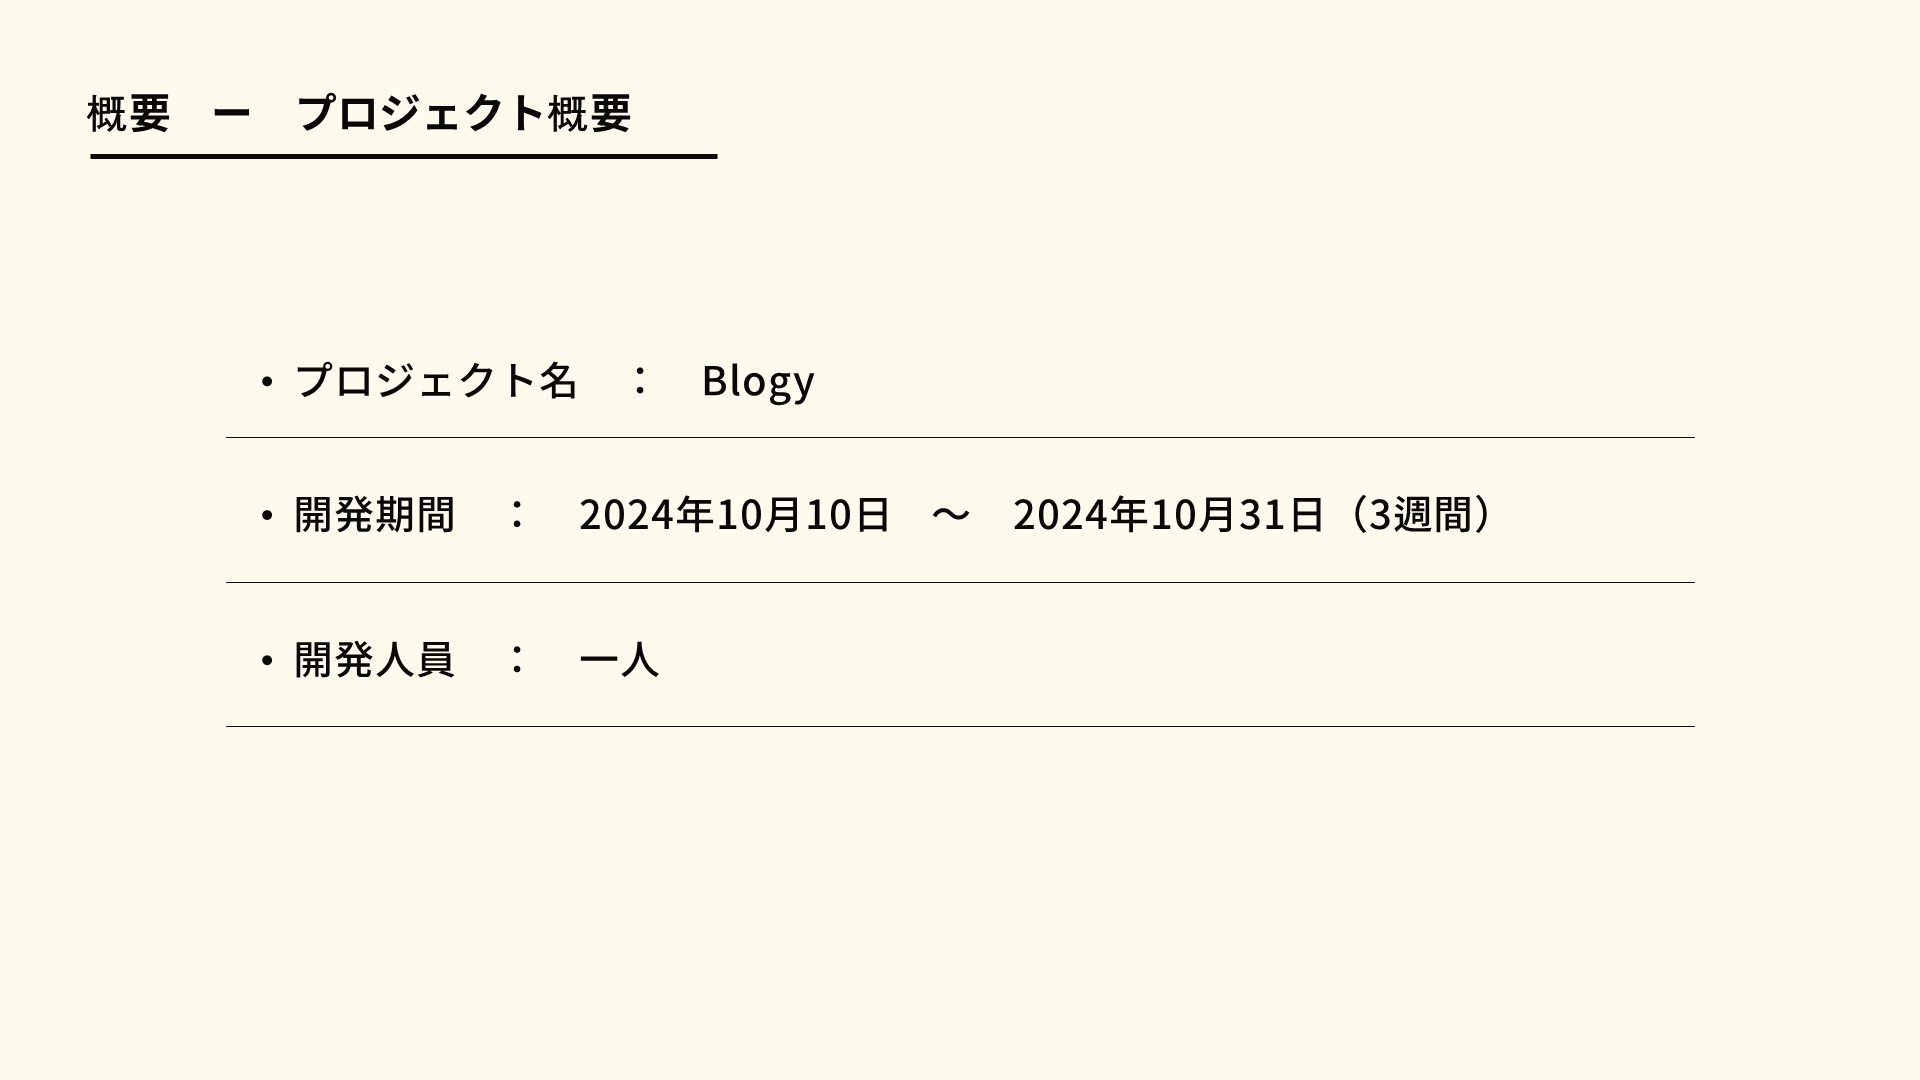 概要　ー　プロジェクト概要
• プロジェクト名　：　Blogy
• 開発期間　：　2024年10月10日　〜　2024年10月31日（3週間）
• 開発人員　：　一人